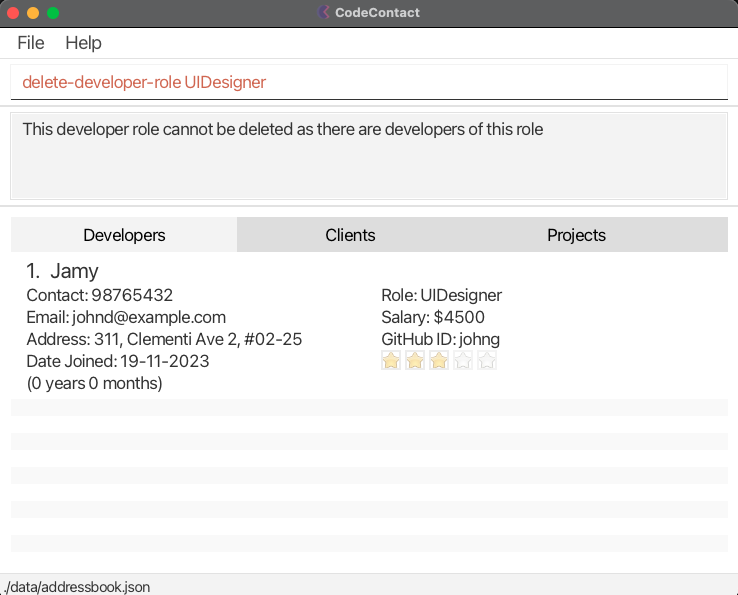 CodeContact
File Help
delete-developer-role UIDesigner
This developer role cannot be deleted as there are developers of this role
Developers Clients Projects
1. Jamy
Contact: 98765432 Role: UIDesigner
Email: johnd@example.com Salary: $4500
Address: 311, Clementi Ave 2, #02-25 GitHub ID: johng
Date Joined: 19-11-2023
(0 years 0 months)
./data/addressbook.json